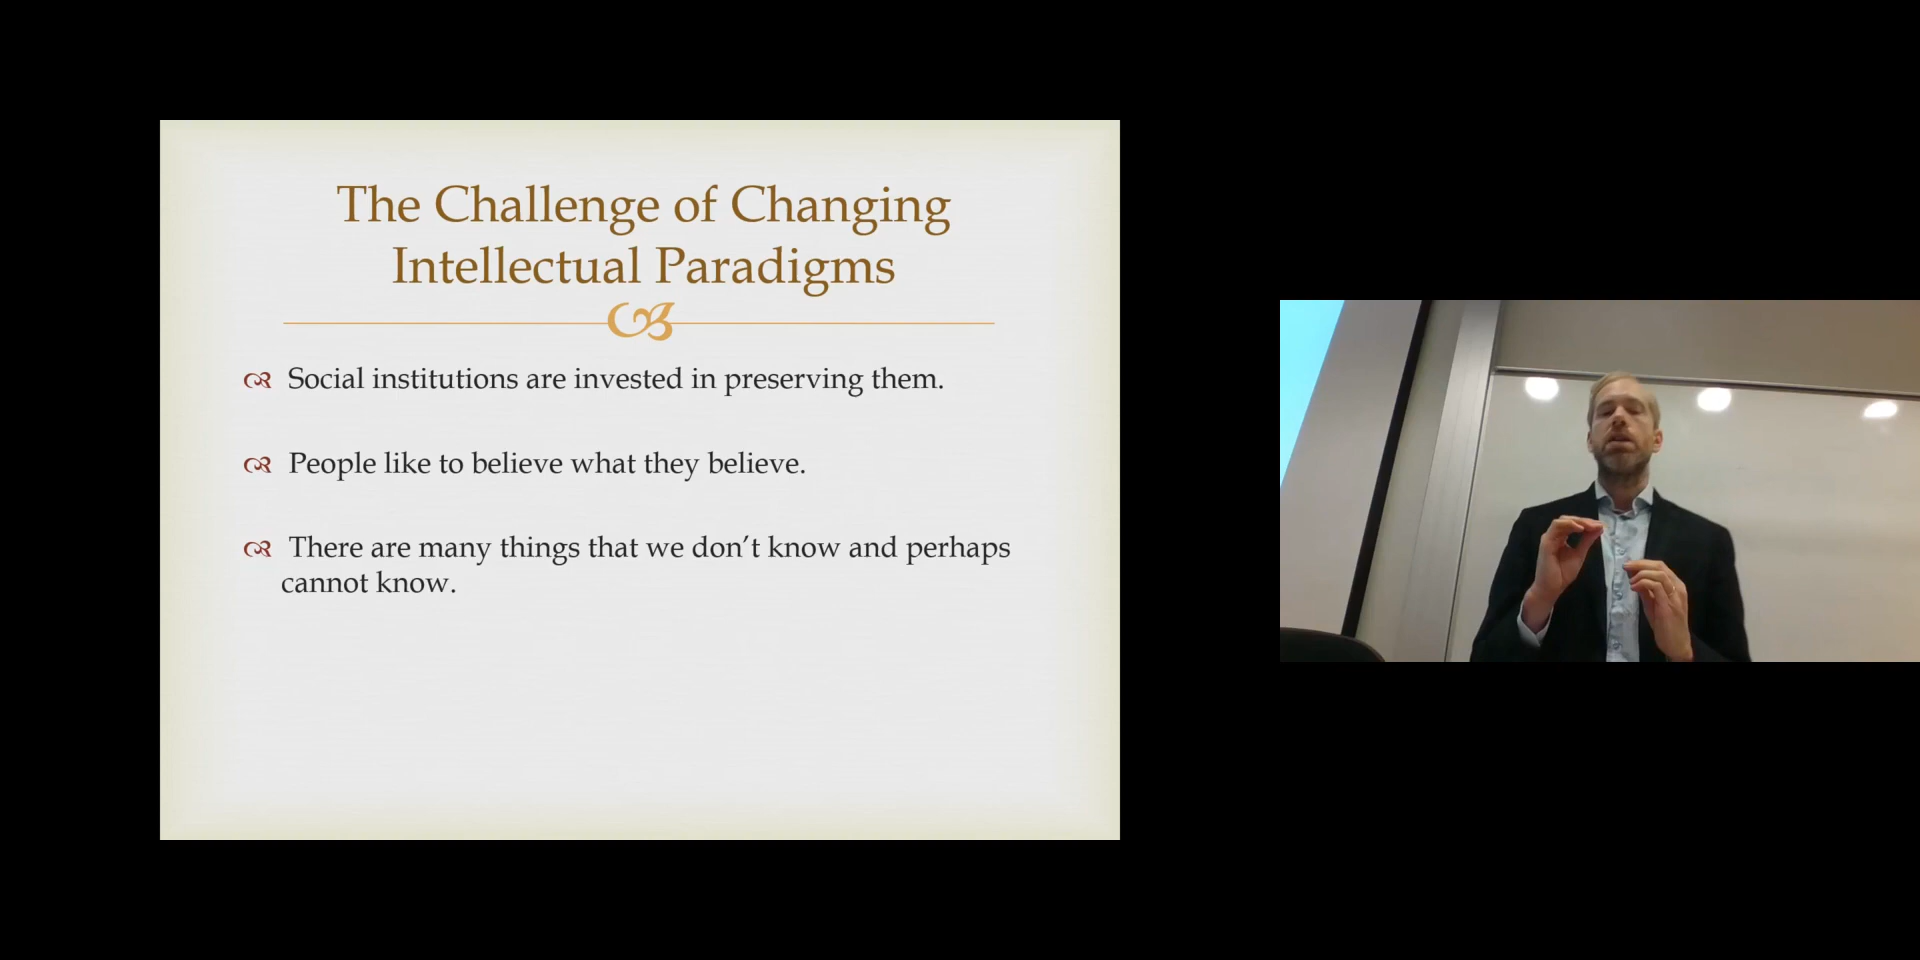 The Challenge of Changing
Intellectual Paradigms
Social institutions are invested in preserving them.
People like to believe what they believe.
There are many things that we don’t know and perhaps
cannot know.